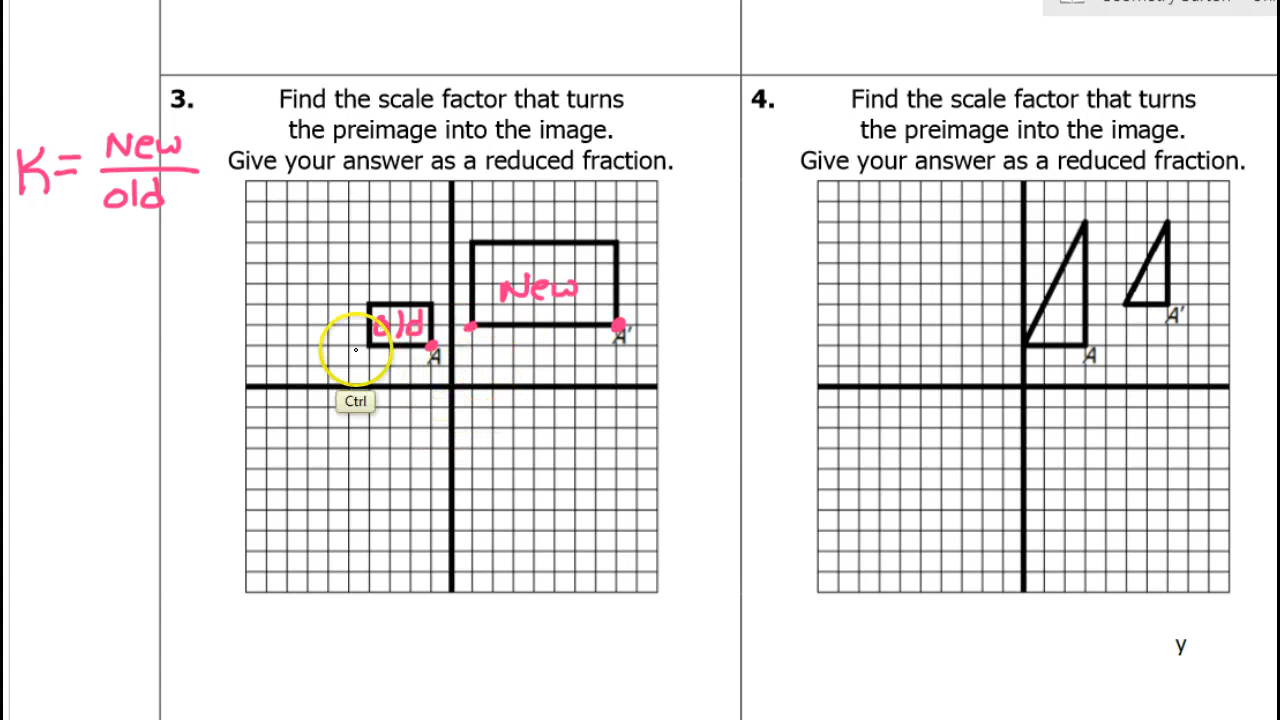 3.
Find the scale factor that turns
the preimage into the image.
Give your answer as a reduced fraction.
K= New
old
New
old
A'
A
Ctrl
4.
Find the scale factor that turns
the preimage into the image.
Give your answer as a reduced fraction.
A'
A
y